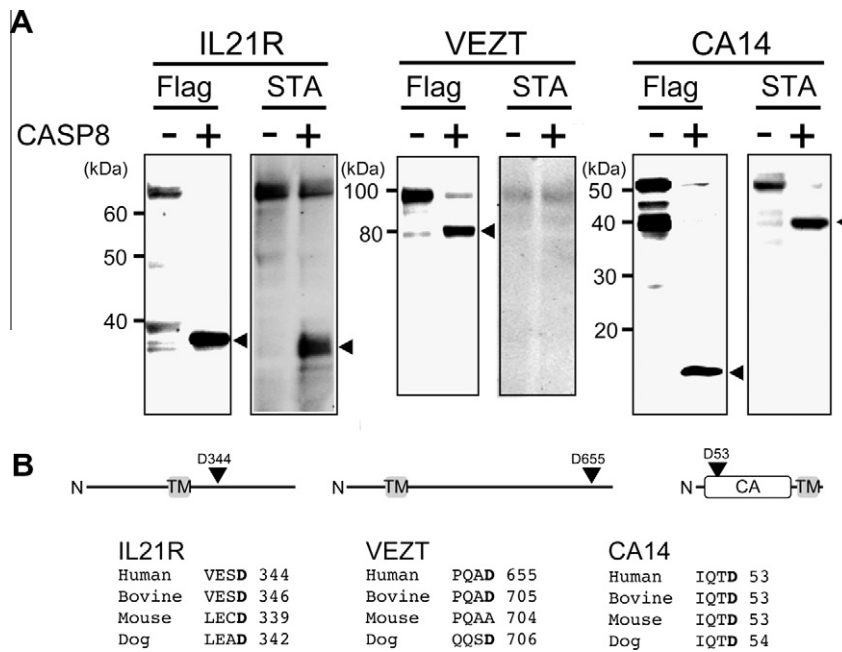 A
IL21R VEZT CA14
Flag STA Flag STA Flag STA
CASP8 - + - + - + - + - + - +
(kDa) (kDa) (kDa)
60
50
40
100
80
50
40
30
20
B
D344 D655 D53
N TM N TM N CA TM
IL21R VEZT CA14
Human VESD 344 Human PQAD 655 Human IQTD 53
Bovine VESD 346 Bovine PQAD 705 Bovine IQTD 53
Mouse LECD 339 Mouse PQAA 704 Mouse IQTD 53
Dog LEAD 342 Dog QQSD 706 Dog IQTD 54